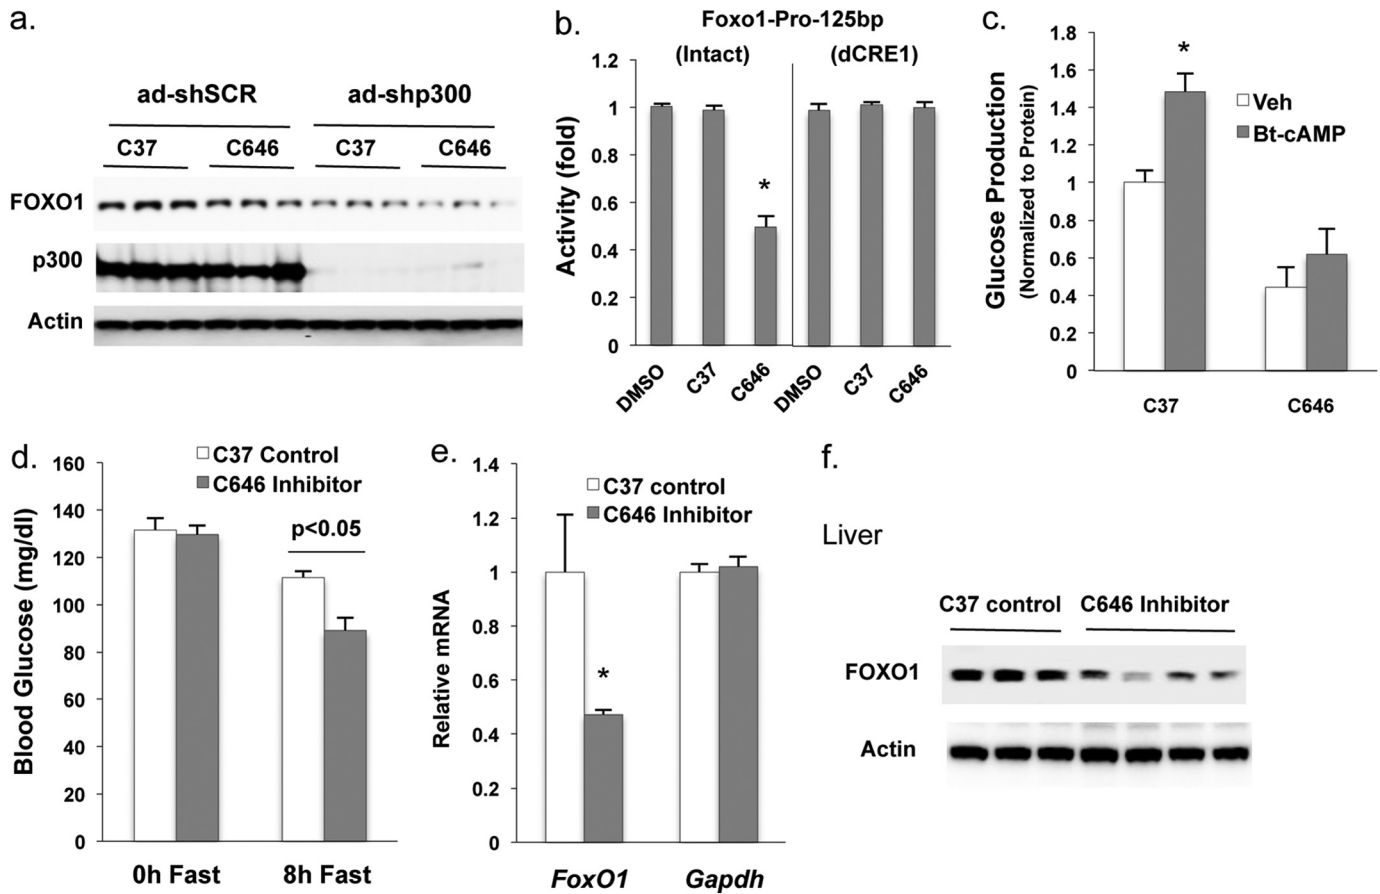 a.
ad-shSCR ad-shp300
C37 C646 C37 C646
FOXO1
p300
Actin
b.
Foxo1-Pro-125bp
(Intact) (dCRE1)
Activity (fold)
1.2
1
0.8
0.6
0.4
0.2
0
*
DMSO C37 C646 DMSO C37 C646
c.
Glucose Production
(Normalized to Protein)
1.8
1.6
1.4
1.2
1
0.8
0.6
0.4
0.2
0
*
Veh
Bt-cAMP
C37 C646
d.
Blood Glucose (mg/dl)
160
140
120
100
80
60
40
20
0
C37 Control
C646 Inhibitor
p<0.05
0h Fast 8h Fast
e.
Relative mRNA
1.4
1.2
1
0.8
0.6
0.4
0.2
0
C37 control
C646 Inhibitor
*
FoxO1 Gapdh
f.
Liver
C37 control C646 Inhibitor
FOXO1
Actin